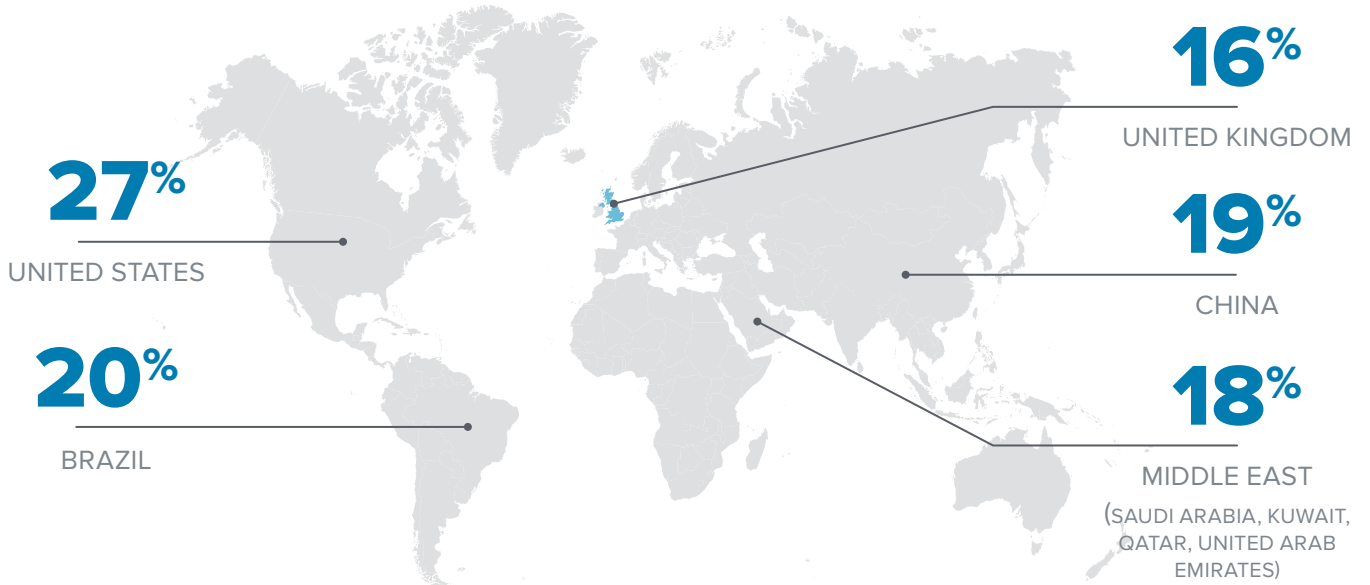 16%
UNITED KINGDOM
27%
UNITED STATES
19%
CHINA
20%
BRAZIL
18%
MIDDLE EAST
(SAUDI ARABIA, KUWAIT,
QATAR, UNITED ARAB
EMIRATES)